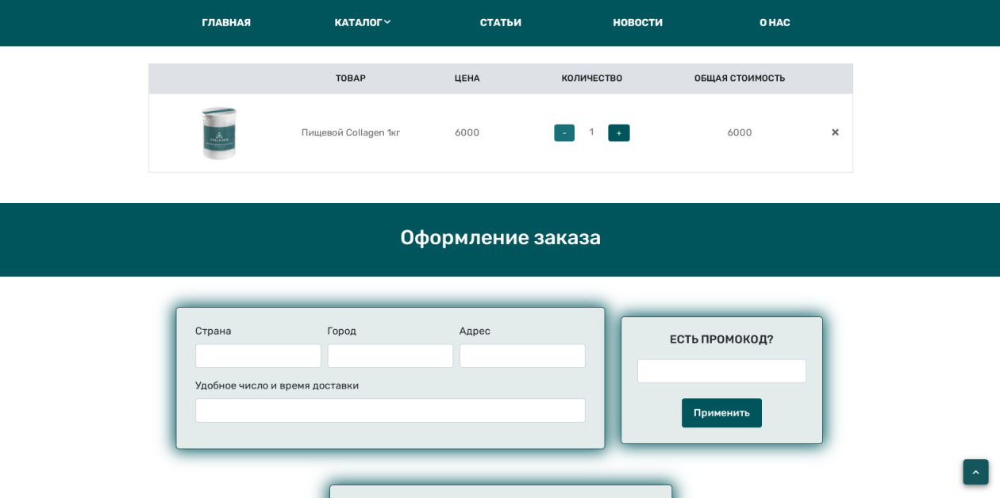 ГЛАВНАЯ КАТАЛОГ СТАТЬИ НОВОСТИ О НАС
ТОВАР ЦЕНА КОЛИЧЕСТВО ОБЩАЯ СТОИМОСТЬ
Пищевой Collagen 1кг 6000 - 1 + 6000 ×
Оформление заказа
Страна Город Адрес
Удобное число и время доставки
ЕСТЬ ПРОМОКОД?
Применить